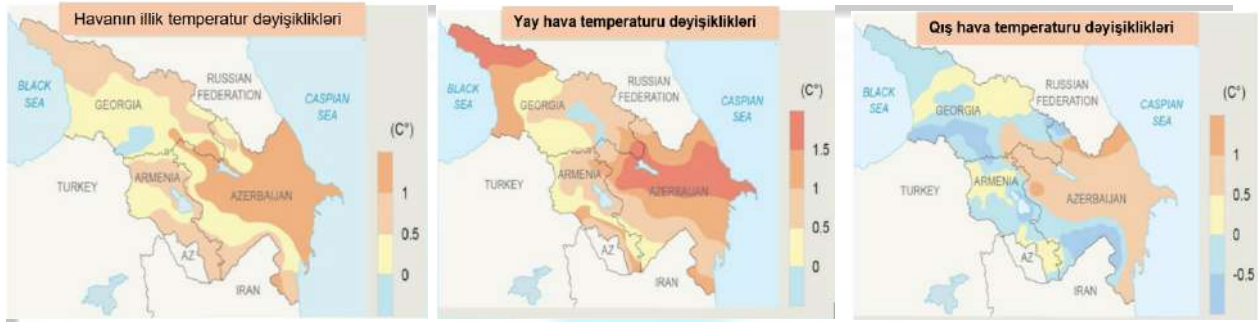 Havanın illik temperatur dəyişiklikləri
BLACK
SEA
GEORGIA
RUSSIAN
FEDERATION
CASPIAN
SEA
(C°)
TURKEY
ARMENIA
AZERBAIJAN
IRAN
AZ
1
0.5
0
Yay hava temperaturu dəyişiklikləri
BLACK
SEA
GEORGIA
RUSSIAN
FEDERATION
CASPIAN
SEA
(C°)
TURKEY
ARMENIA
AZERBAIJAN
IRAN
AZ
1.5
1
0.5
0
Qış hava temperaturu dəyişiklikləri
BLACK
SEA
GEORGIA
RUSSIAN
FEDERATION
CASPIAN
SEA
(C°)
TURKEY
ARMENIA
AZERBAIJAN
IRAN
AZ
1
0.5
0
-0.5